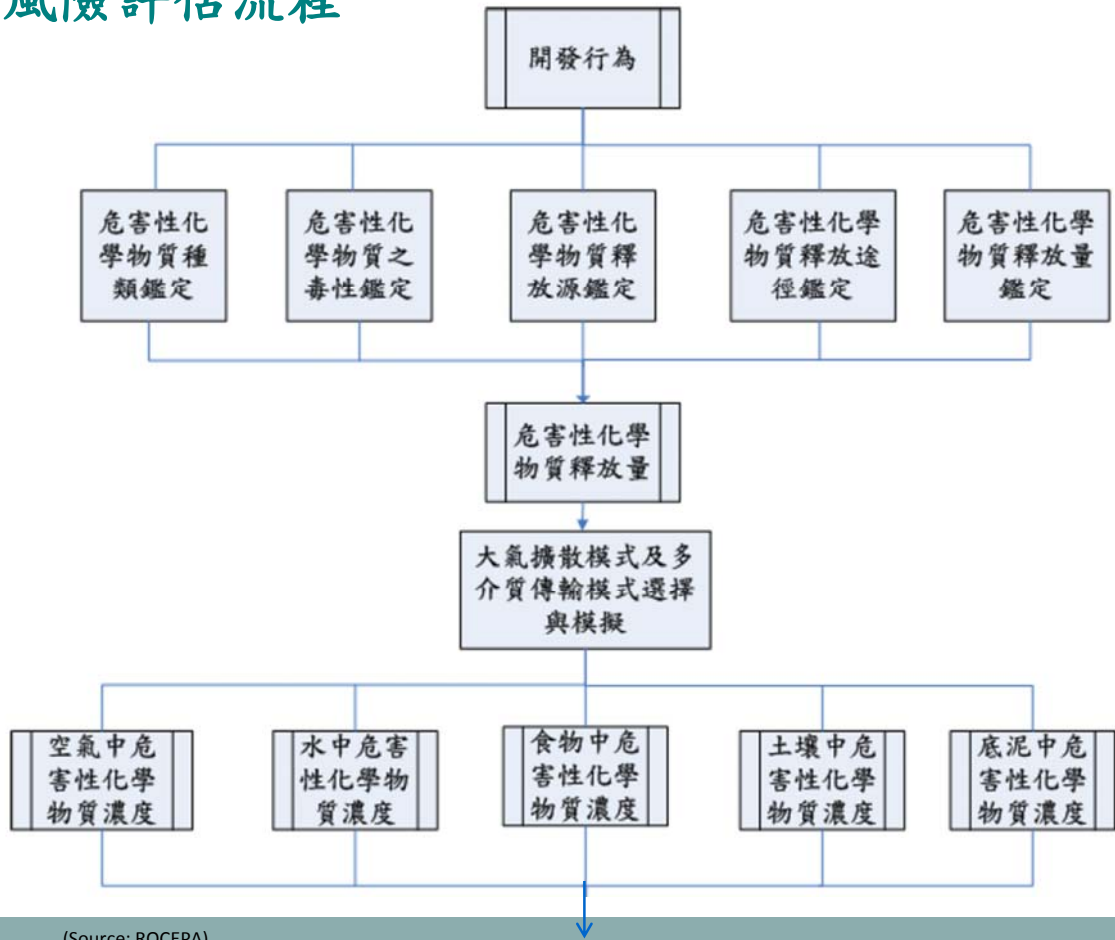 風險評估流程
開發行為
危害性化
學物質種
類鑑定
危害性化
學物質之
毒性鑑定
危害性化
學物質釋
放源鑑定
危害性化學
物質釋放途
徑鑑定
危害性化學
物質釋放量
鑑定
危害性化學
物質釋放量
大氣擴散模式及多
介質傳輸模式選擇
與模擬
空氣中危
害性化學
物質濃度
水中危害
性化學物
質濃度
食物中危
害性化學
物質濃度
土壤中危
害性化學
物質濃度
底泥中危
害性化學
物質濃度
(Source: ROCEPA)